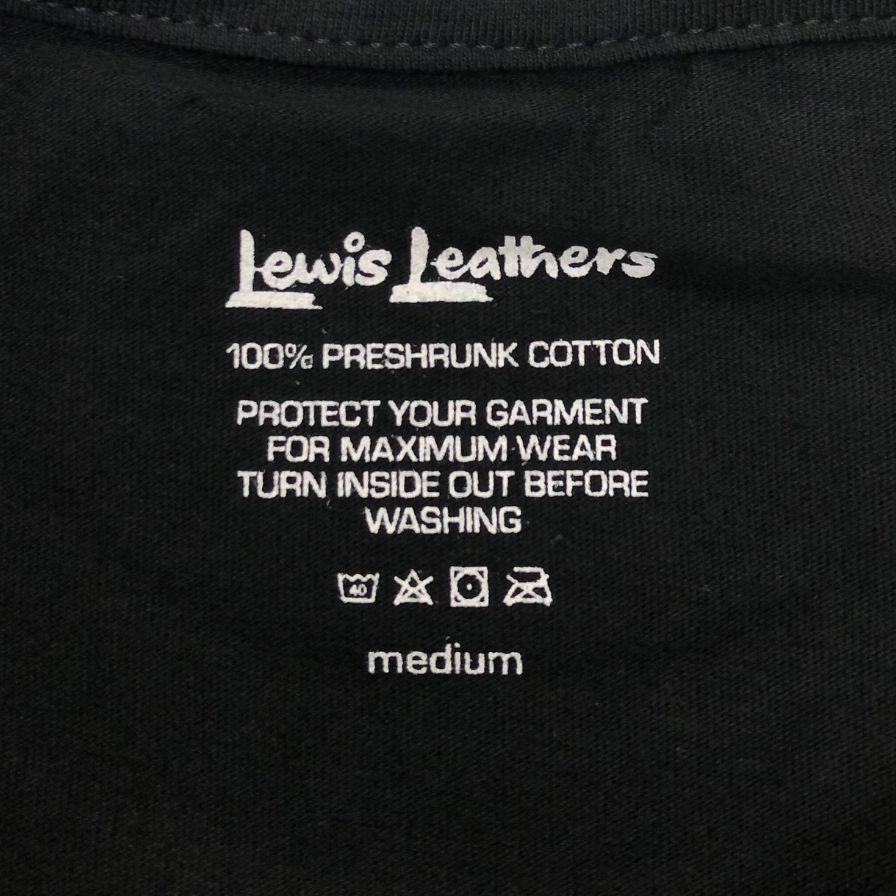 Lewis Leathers
100% PRESHRUNK COTTON
PROTECT YOUR GARMENT
FOR MAXIMUM WEAR
TURN INSIDE OUT BEFORE
WASHING
40
medium